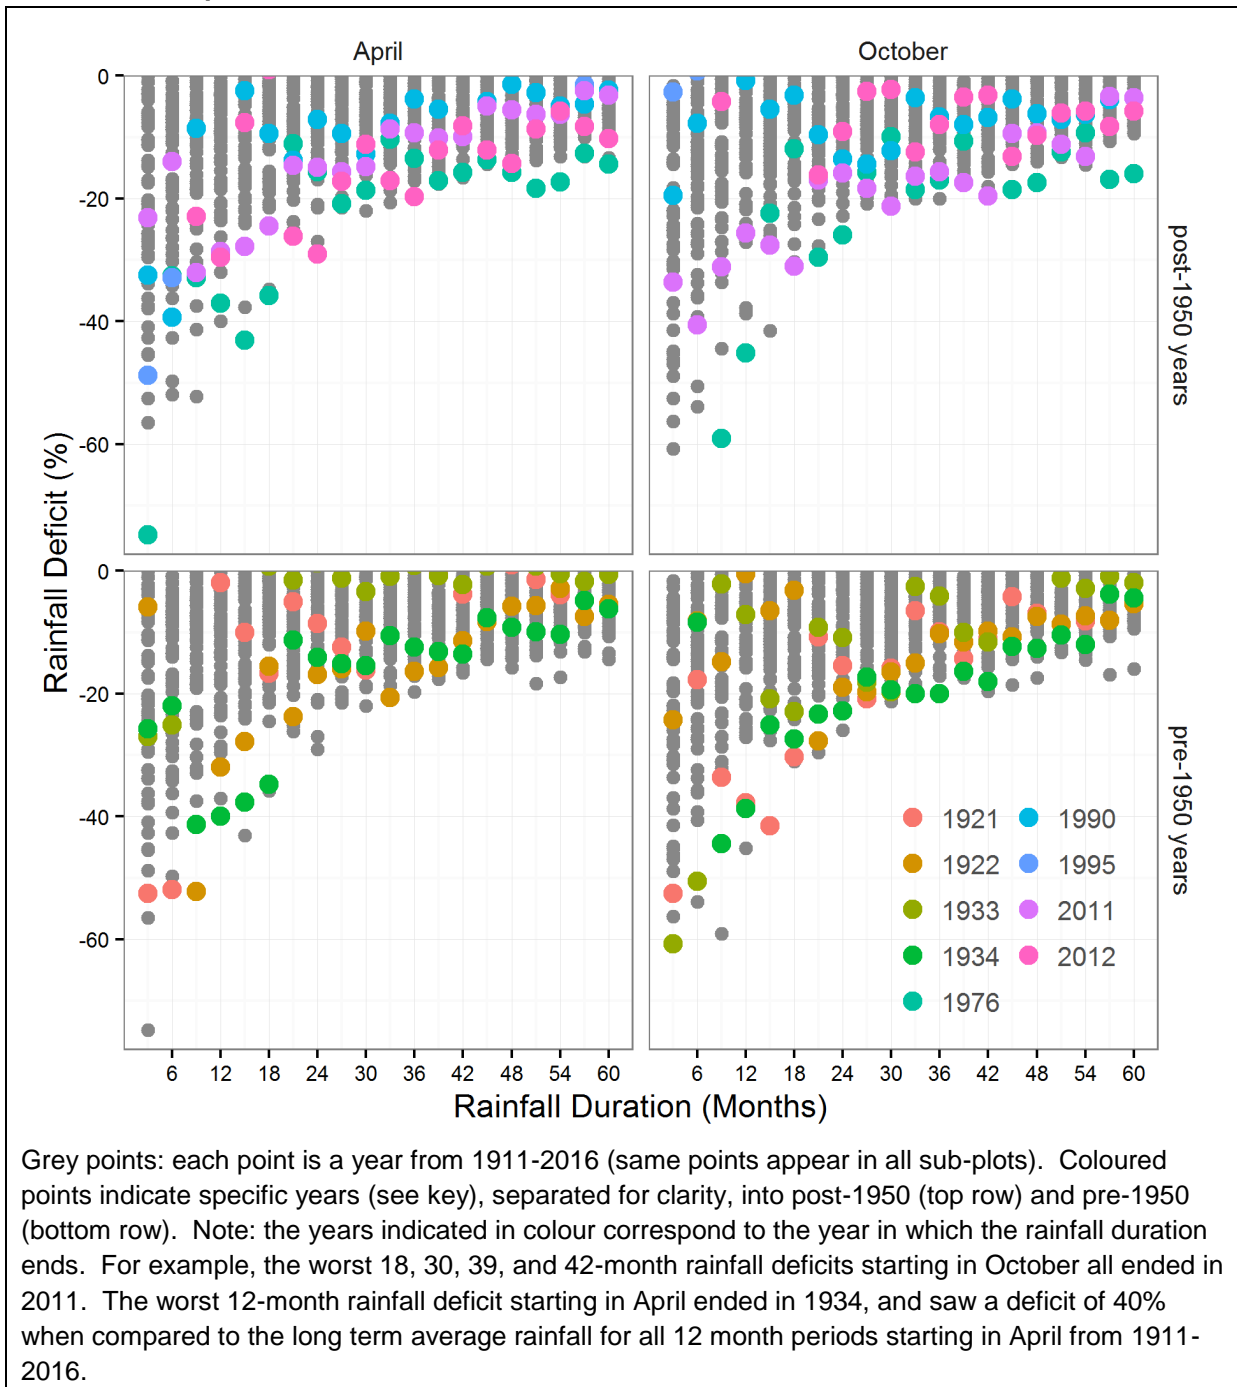 April
October
0
-20
-40
-60
post-1950 years
Rainfall Deficit (%)
0
-20
-40
-60
pre-1950 years
1921
1990
1922
1995
1933
2011
1934
2012
1976
6 12 18 24 30 36 42 48 54 60
6 12 18 24 30 36 42 48 54 60
Rainfall Duration (Months)
Grey points: each point is a year from 1911-2016 (same points appear in all sub-plots). Coloured
points indicate specific years (see key), separated for clarity, into post-1950 (top row) and pre-1950
(bottom row). Note: the years indicated in colour correspond to the year in which the rainfall duration
ends. For example, the worst 18, 30, 39, and 42-month rainfall deficits starting in October all ended in
2011. The worst 12-month rainfall deficit starting in April ended in 1934, and saw a deficit of 40%
when compared to the long term average rainfall for all 12 month periods starting in April from 1911-
2016.